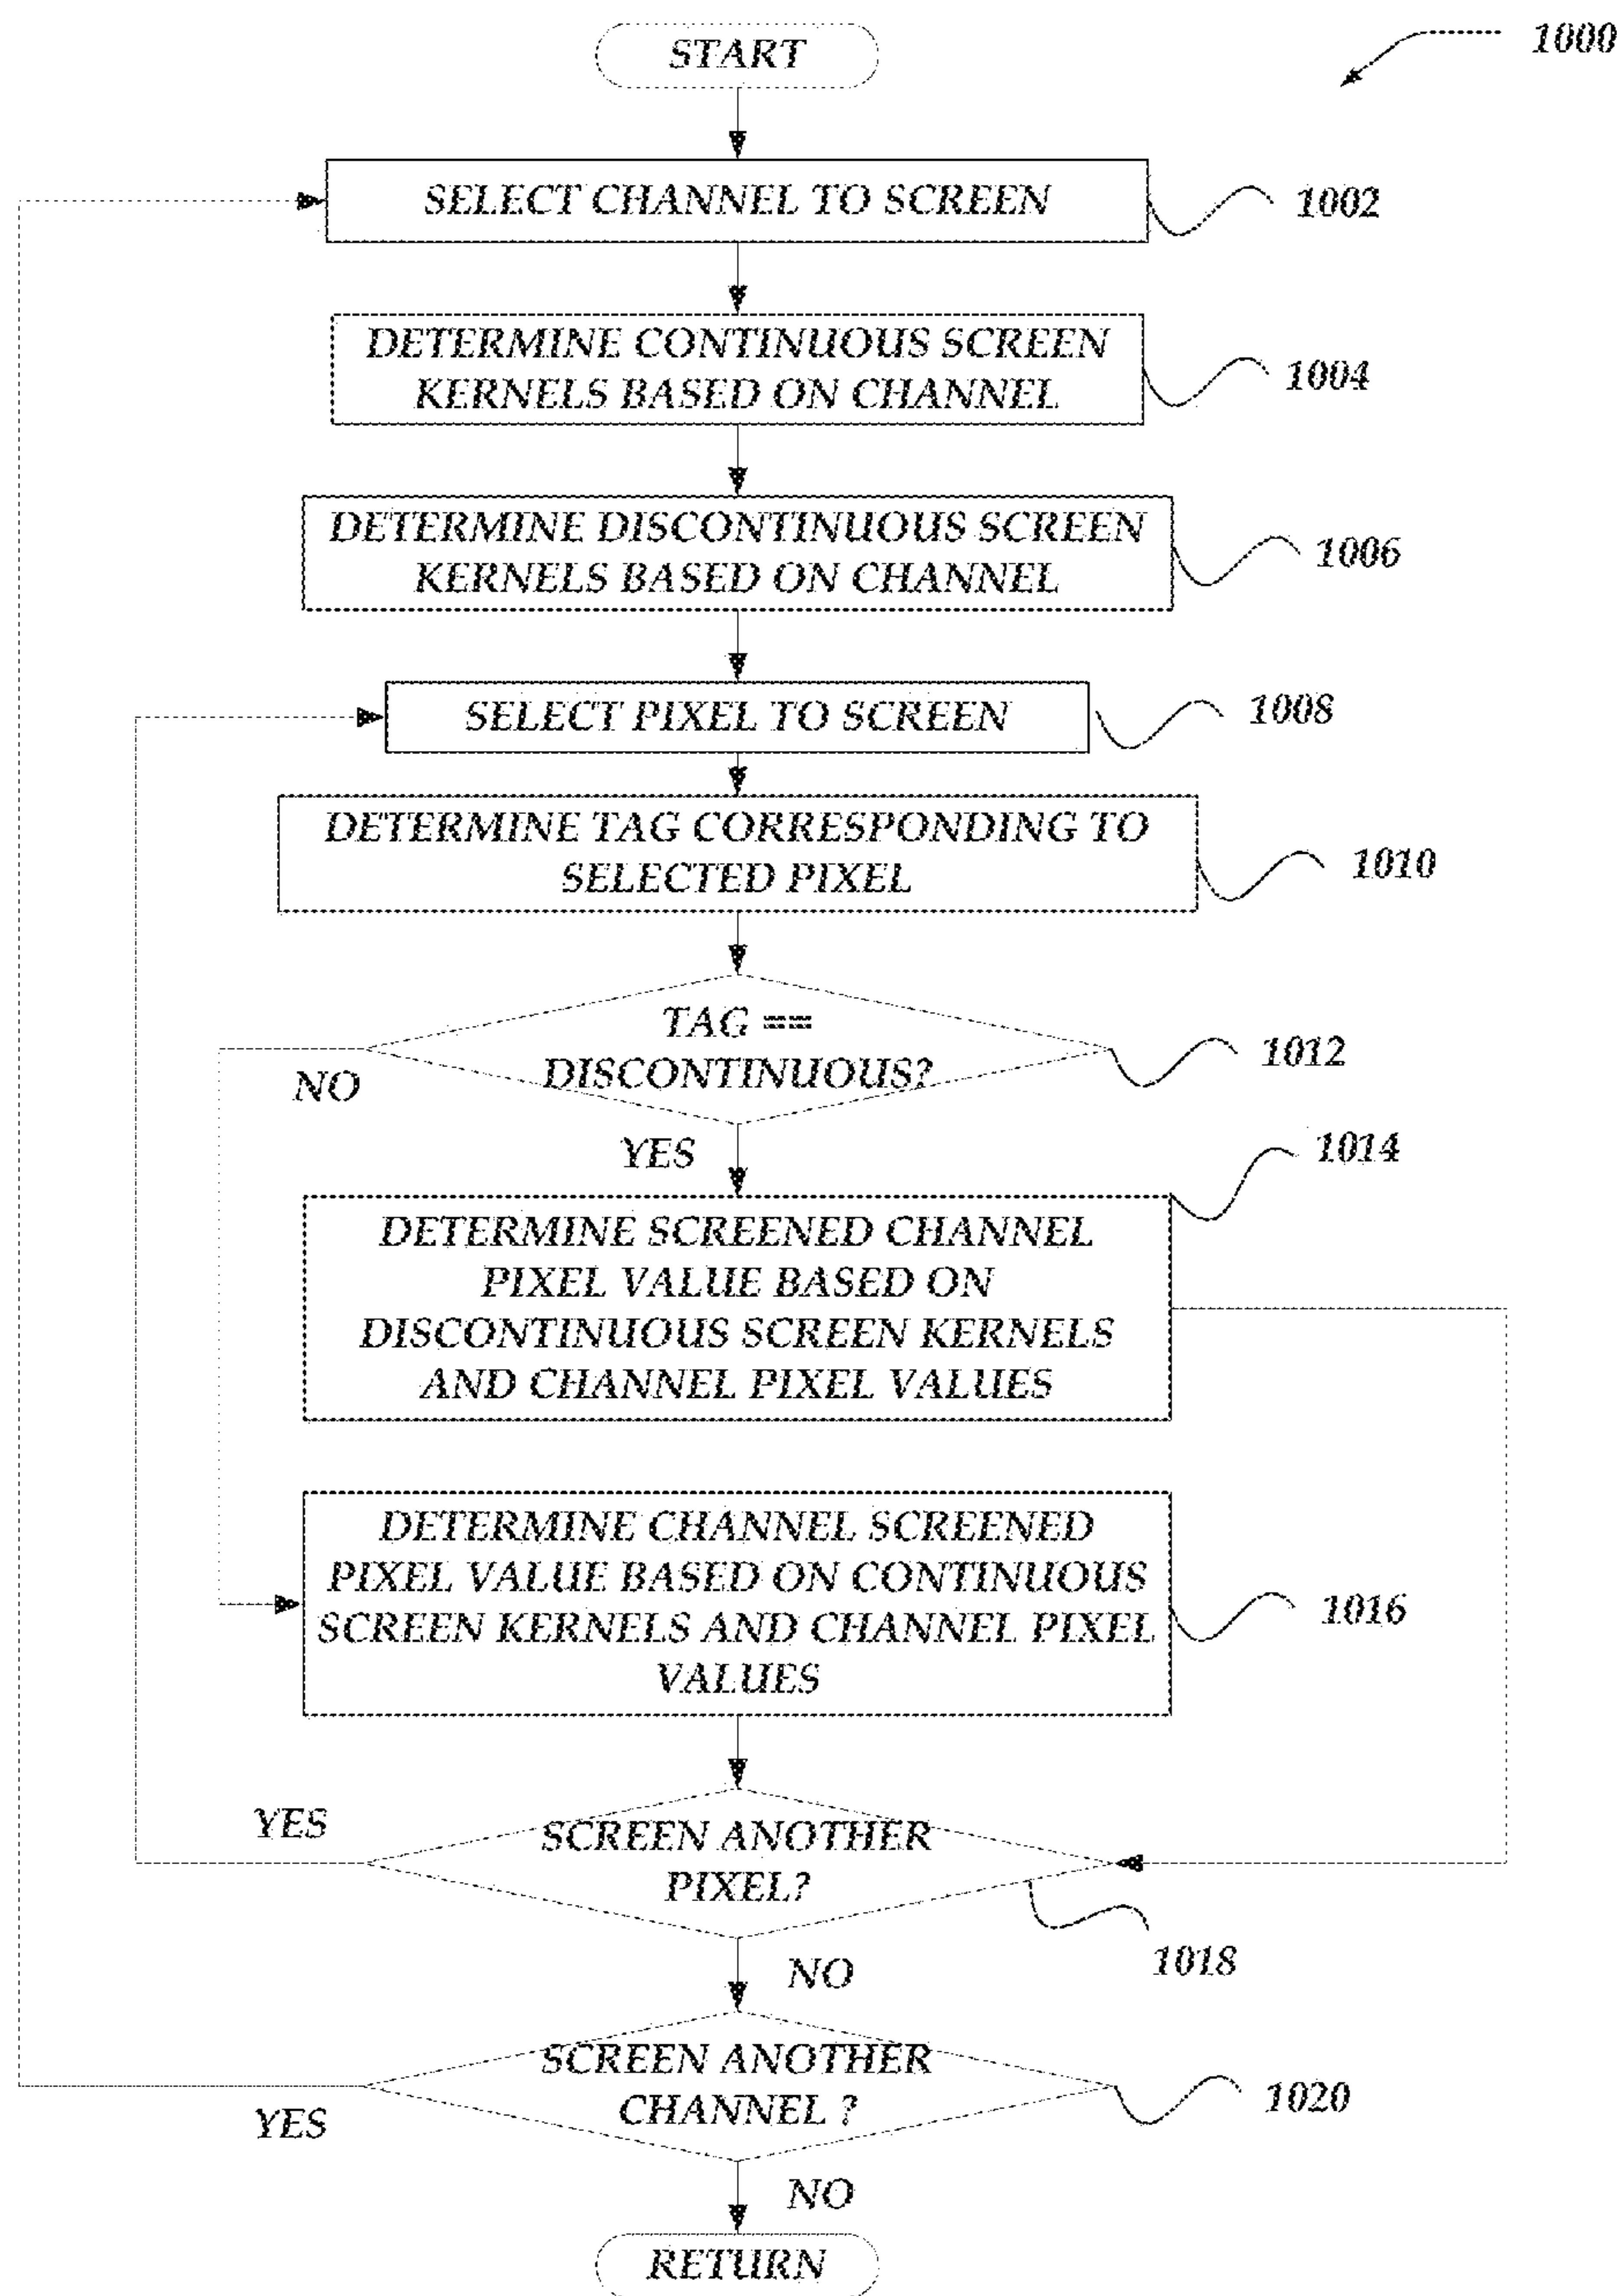 START
1000
SELECT CHANNEL TO SCREEN
1002
DETERMINE CONTINUOUS SCREEN
KERNELS BASED ON CHANNEL
1004
DETERMINE DISCONTINUOUS SCREEN
KERNELS BASED ON CHANNEL
1006
SELECT PIXEL TO SCREEN
1008
DETERMINE TAG CORRESPONDING TO
SELECTED PIXEL
1010
TAG ==
DISCONTINUOUS?
1012
NO
YES
1014
DETERMINE SCREENED CHANNEL
PIXEL VALUE BASED ON
DISCONTINUOUS SCREEN KERNELS
AND CHANNEL PIXEL VALUES
DETERMINE CHANNEL SCREENED
PIXEL VALUE BASED ON CONTINUOUS
SCREEN KERNELS AND CHANNEL PIXEL
VALUES
1016
YES
SCREEN ANOTHER
PIXEL?
1018
NO
SCREEN ANOTHER
CHANNEL ?
1020
YES
NO
RETURN